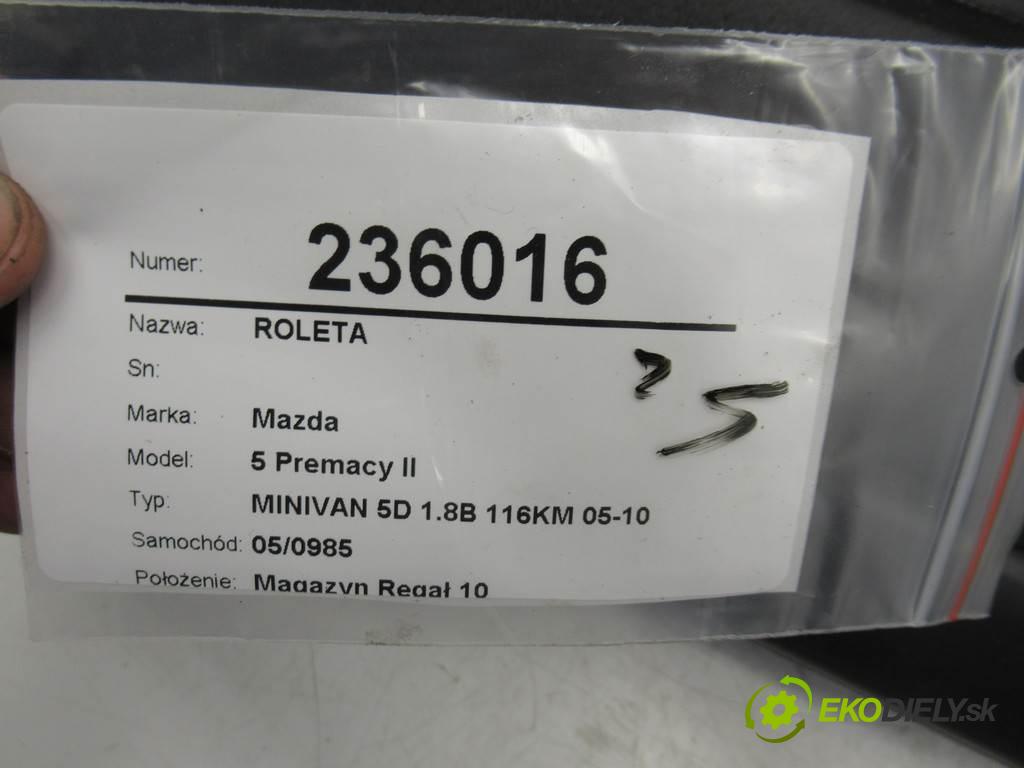 Numer: 236016
Nazwa: ROLETA
Sn:
Marka: Mazda
Model: 5 Premacy II
Typ: MINIVAN 5D 1.8B 116KM 05-10
Samochód: 05/0985
Położenie: Magazyn Regał 10
EKODIELY.sk